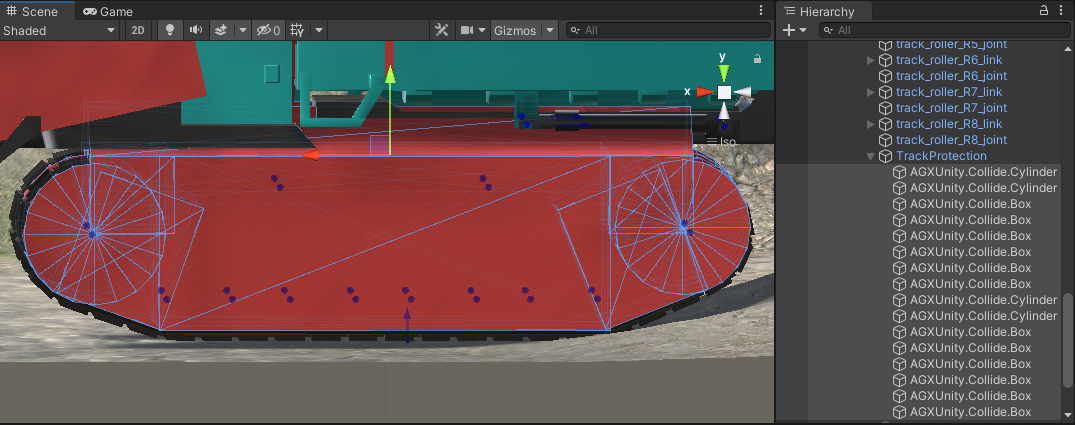 Scene
Game
Hierarchy
Shaded
2D
0
Y
Gizmos
All
All
y
x
Iso
track_roller_R5_joint
track_roller_R6_link
track_roller_R6_joint
track_roller_R7_link
track_roller_R7_joint
track_roller_R8_link
track_roller_R8_joint
TrackProtection
AGXUnity.Collide.Cylinder
AGXUnity.Collide.Cylinder
AGXUnity.Collide.Box
AGXUnity.Collide.Box
AGXUnity.Collide.Box
AGXUnity.Collide.Box
AGXUnity.Collide.Box
AGXUnity.Collide.Box
AGXUnity.Collide.Cylinder
AGXUnity.Collide.Cylinder
AGXUnity.Collide.Box
AGXUnity.Collide.Box
AGXUnity.Collide.Box
AGXUnity.Collide.Box
AGXUnity.Collide.Box
AGXUnity.Collide.Box